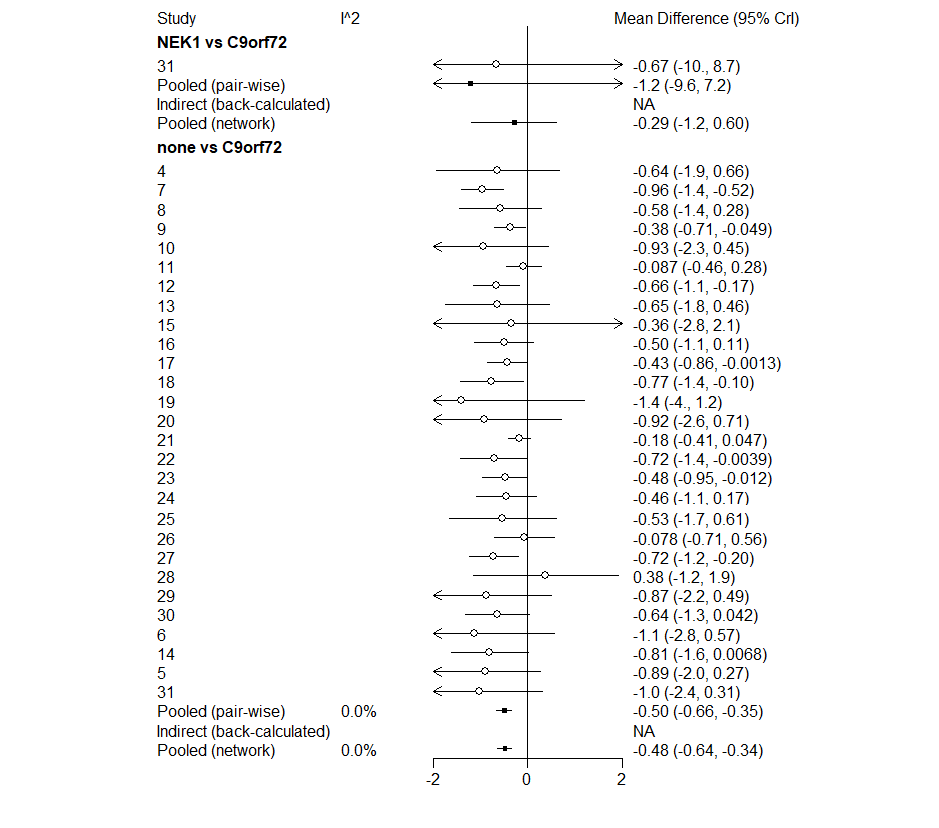 Study I^2 Mean Difference (95% CrI)
NEK1 vs C9orf72
31 -0.67 (-10., 8.7)
Pooled (pair-wise) -1.2 (-9.6, 7.2)
Indirect (back-calculated) NA
Pooled (network) -0.29 (-1.2, 0.60)
none vs C9orf72
4 -0.64 (-1.9, 0.66)
7 -0.96 (-1.4, -0.52)
8 -0.58 (-1.4, 0.28)
9 -0.38 (-0.71, -0.049)
10 -0.93 (-2.3, 0.45)
11 -0.087 (-0.46, 0.28)
12 -0.66 (-1.1, -0.17)
13 -0.65 (-1.8, 0.46)
15 -0.36 (-2.8, 2.1)
16 -0.50 (-1.1, 0.11)
17 -0.43 (-0.86, -0.0013)
18 -0.77 (-1.4, -0.10)
19 -1.4 (-4., 1.2)
20 -0.92 (-2.6, 0.71)
21 -0.18 (-0.41, 0.047)
22 -0.72 (-1.4, -0.0039)
23 -0.48 (-0.95, -0.012)
24 -0.46 (-1.1, 0.17)
25 -0.53 (-1.7, 0.61)
26 -0.078 (-0.71, 0.56)
27 -0.72 (-1.2, -0.20)
28 0.38 (-1.2, 1.9)
29 -0.87 (-2.2, 0.49)
30 -0.64 (-1.3, 0.042)
6 -1.1 (-2.8, 0.57)
14 -0.81 (-1.6, 0.0068)
5 -0.89 (-2.0, 0.27)
31 -1.0 (-2.4, 0.31)
Pooled (pair-wise) 0.0% -0.50 (-0.66, -0.35)
Indirect (back-calculated) NA
Pooled (network) 0.0% -0.48 (-0.64, -0.34)
-2 0 2